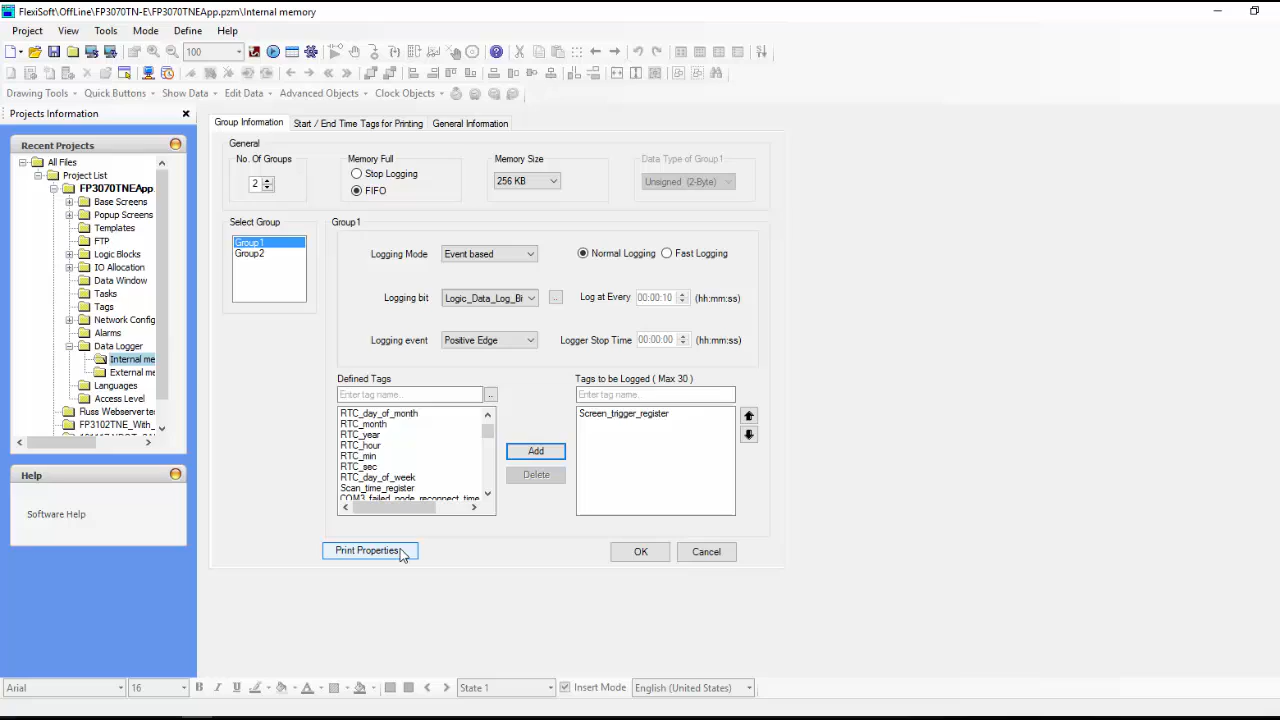 FlexiSoft\OffLine\FP3070TN-E\FP3070TNEApp.pzm\Internal memory
Project View Tools Mode Define Help
100
Drawing Tools Quick Buttons Show Data Edit Data Advanced Objects Clock Objects
Projects Information
Recent Projects
All Files
Project List
FP3070TNEApp.
Base Screens
Popup Screens
Templates
FTP
Logic Blocks
IO Allocation
Data Window
Tasks
Tags
Network Config
Alarms
Data Logger
Internal me
External me
Languages
Access Level
Russ Webserver te
FP3102TNE_With_
Help
Software Help
Group Information Start / End Time Tags for Printing General Information
General
No. Of Groups Memory Full Memory Size Data Type of Group1
2 Stop Logging 256 KB Unsigned (2-Byte)
FIFO
Select Group Group1
Group1
Group2
Logging Mode Event based Normal Logging Fast Logging
Logging bit Logic_Data_Log_Bi .. Log at Every 00:00:10 (hh:mm:ss)
Logging event Positive Edge Logger Stop Time 00:00:00 (hh:mm:ss)
Defined Tags Tags to be Logged ( Max 30 )
Enter tag name... .. Enter tag name...
RTC_day_of_month Screen_trigger_register
RTC_month
RTC_year
RTC_hour
RTC_min
RTC_sec
RTC_day_of_week
Scan_time_register
COM3_failed_node_reconnect_time
Add
Delete
Print Properties OK Cancel
Arial 16 B I U A State 1 Insert Mode English (United States)